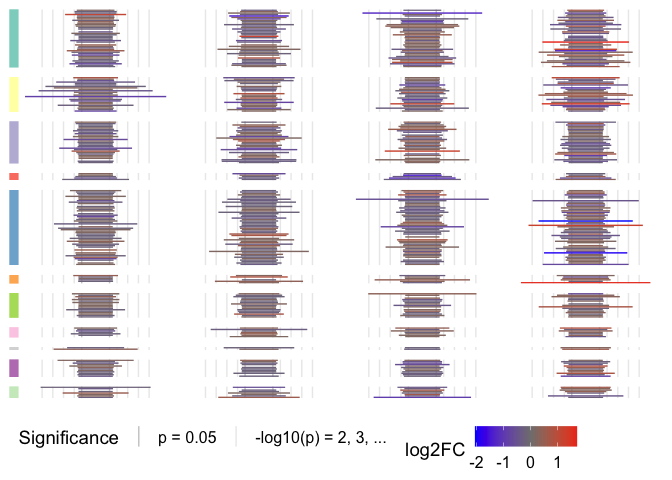 Significance
p = 0.05
-log10(p) = 2, 3, ...
log2FC
-2 -1 0 1